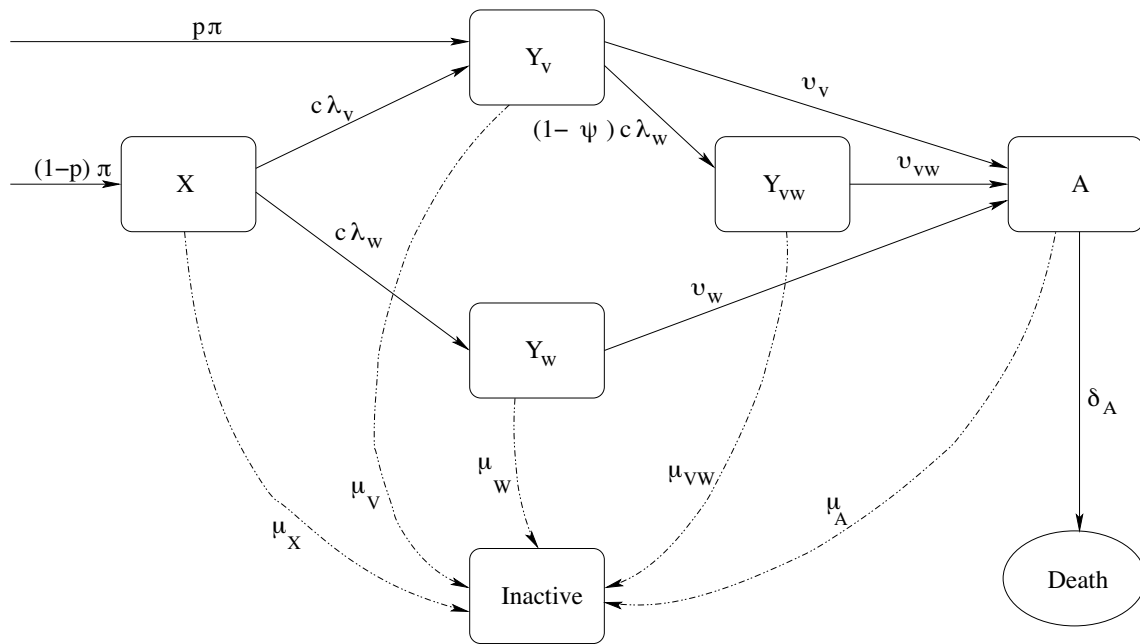 pπ
Y_V
cλ_V
υ_V
(1− ψ)cλ_W
(1−p)π
X
Y_VW
υ_VW
A
cλ_W
υ_W
Y_W
δ_A
μ_W
μ_VW
μ_V
μ_A
μ_X
Inactive
Death